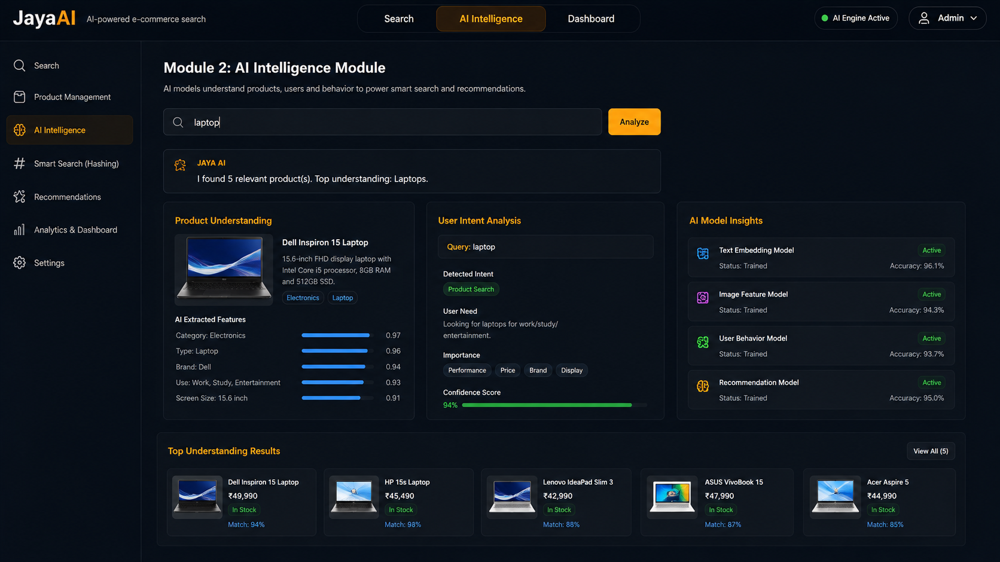 JayaAI
AI-powered e-commerce search
Search
AI Intelligence
Dashboard
AI Engine Active
Admin
Search
Product Management
AI Intelligence
Smart Search (Hashing)
Recommendations
Analytics & Dashboard
Settings
Module 2: AI Intelligence Module
AI models understand products, users and behavior to power smart search and recommendations.
laptop
Analyze
JAYA AI
I found 5 relevant product(s). Top understanding: Laptops.
Product Understanding
Dell Inspiron 15 Laptop
15.6-inch FHD display laptop with
Intel Core i5 processor, 8GB RAM
and 512GB SSD.
Electronics
Laptop
AI Extracted Features
Category: Electronics 0.97
Type: Laptop 0.96
Brand: Dell 0.94
Use: Work, Study, Entertainment 0.93
Screen Size: 15.6 inch 0.91
User Intent Analysis
Query: laptop
Detected Intent
Product Search
User Need
Looking for laptops for work/study/
entertainment.
Importance
Performance
Price
Brand
Display
Confidence Score
94%
AI Model Insights
Text Embedding Model
Active
Status: Trained
Accuracy: 96.1%
Image Feature Model
Active
Status: Trained
Accuracy: 94.3%
User Behavior Model
Active
Status: Trained
Accuracy: 93.7%
Recommendation Model
Active
Status: Trained
Accuracy: 95.0%
Top Understanding Results
View All (5)
Dell Inspiron 15 Laptop
₹49,990
In Stock
Match: 94%
HP 15s Laptop
₹45,490
In Stock
Match: 98%
Lenovo IdeaPad Slim 3
₹42,990
In Stock
Match: 88%
ASUS VivoBook 15
₹47,990
In Stock
Match: 87%
Acer Aspire 5
₹44,990
In Stock
Match: 85%